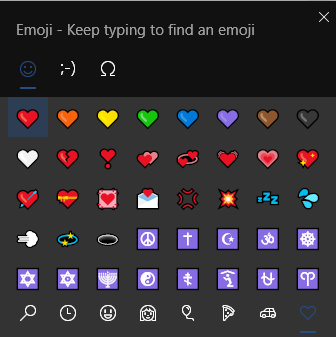 Emoji - Keep typing to find an emoji
;-)
Ω